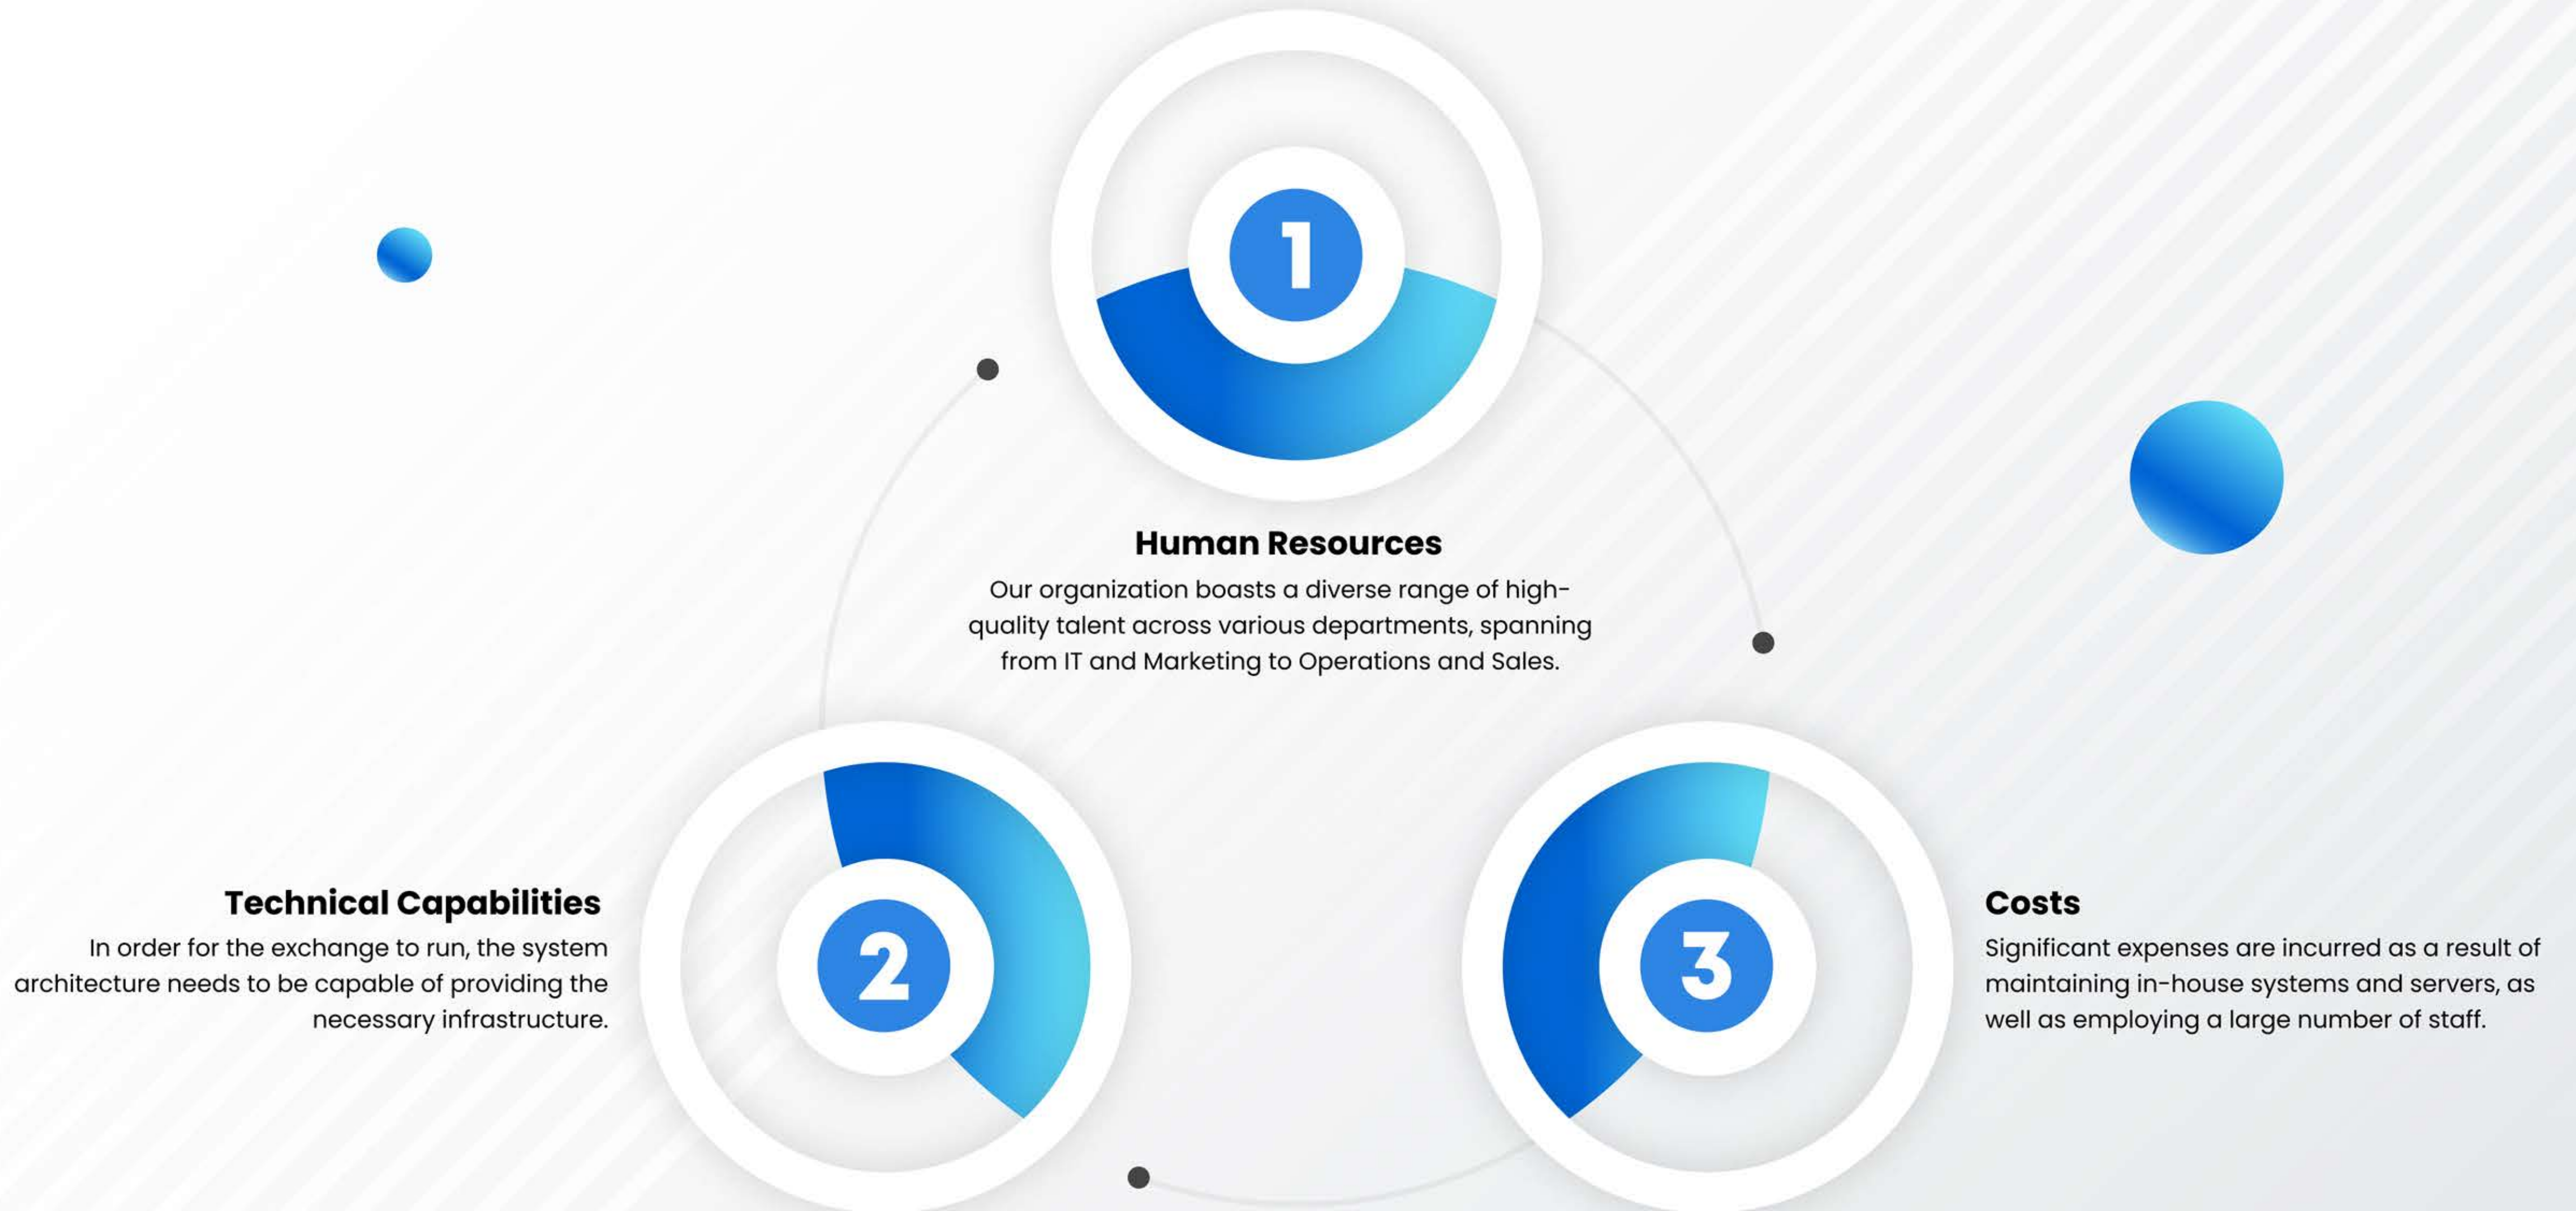 1
Human Resources
Our organization boasts a diverse range of high-
quality talent across various departments, spanning
from IT and Marketing to Operations and Sales.
2
Technical Capabilities
In order for the exchange to run, the system
architecture needs to be capable of providing the
necessary infrastructure.
3
Costs
Significant expenses are incurred as a result of
maintaining in-house systems and servers, as
well as employing a large number of staff.